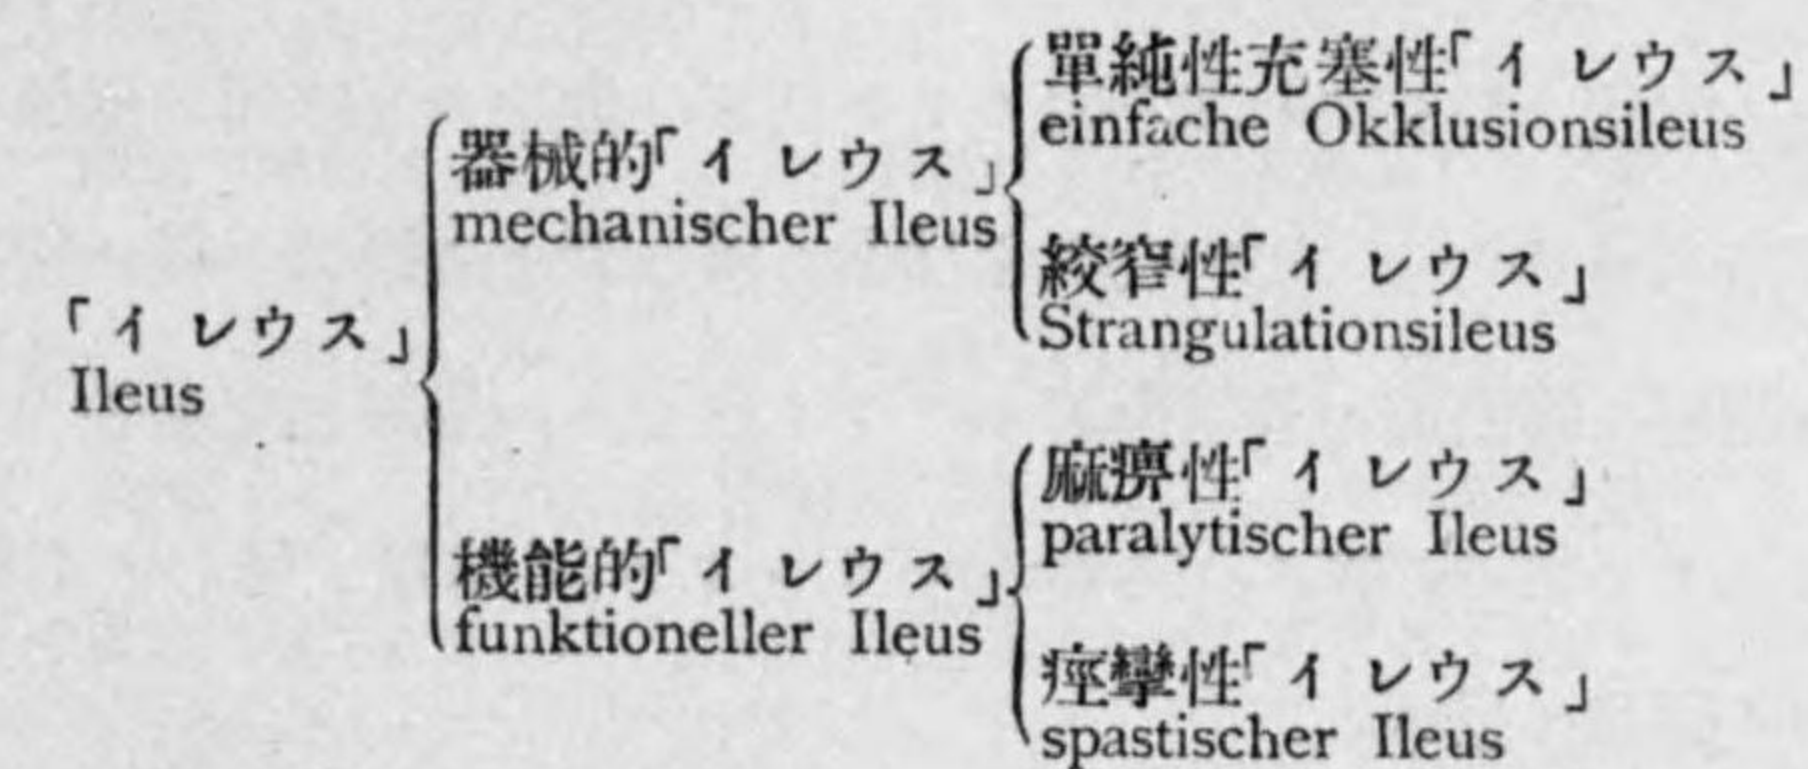 「イレウス」
Ileus
器械的「イレウス」
mechanischer Ileus
單純性充塞性「イレウス」
einfache Okklusionsileus
絞窄性「イレウス」
Strangulationsileus
機能的「イレウス」
funktioneller Ileus
麻痹性「イレウス」
paralytischer Ileus
痙攣性「イレウス」
spastischer Ileus